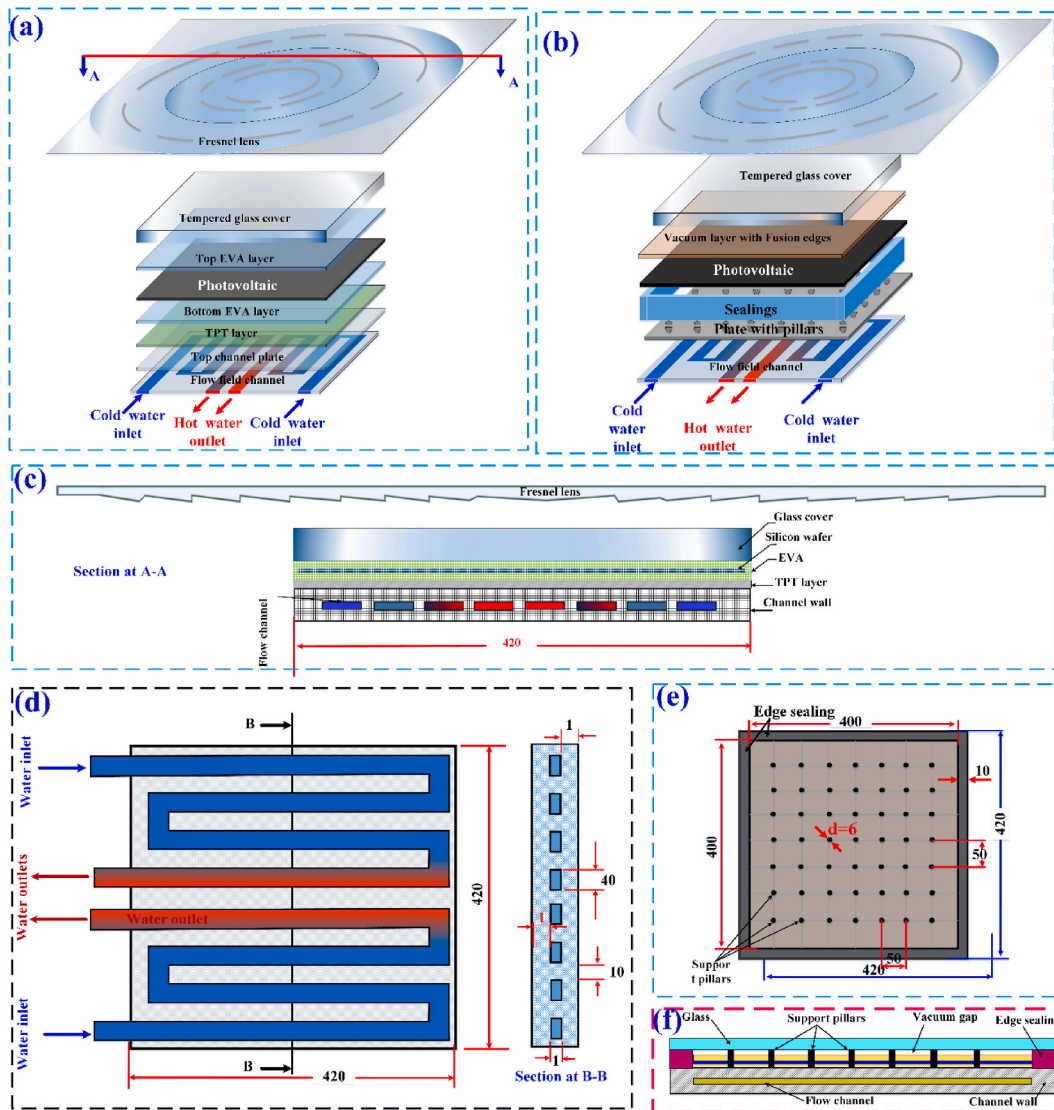 (a)
A
A
Fresnel lens
Tempered glass cover
Top EVA layer
Photovoltaic
Bottom EVA layer
TPT layer
Top channel plate
Flow field channel
Cold water
inlet
Hot water
outlet
Cold water
inlet
(b)
Tempered glass cover
Vacuum layer with Fusion edges
Photovoltaic
Sealings
Plate with pillars
Flow field channel
Cold
water
inlet
Hot water
outlet
Cold water
inlet
(c)
Fresnel lens
Glass cover
Silicon wafer
EVA
TPT layer
Channel wall
Section at A-A
Flow channel
420
(d)
B
B
Water inlet
Water outlets
Water outlet
Water inlet
420
420
1
40
1
10
1
Section at B-B
(e)
Edge sealing
400
10
400
420
d=6
50
Suppor
t pillars
50
420
(f)
Glass
Support pillars
Vacuum gap
Edge sealin
Flow channel
Channel wall